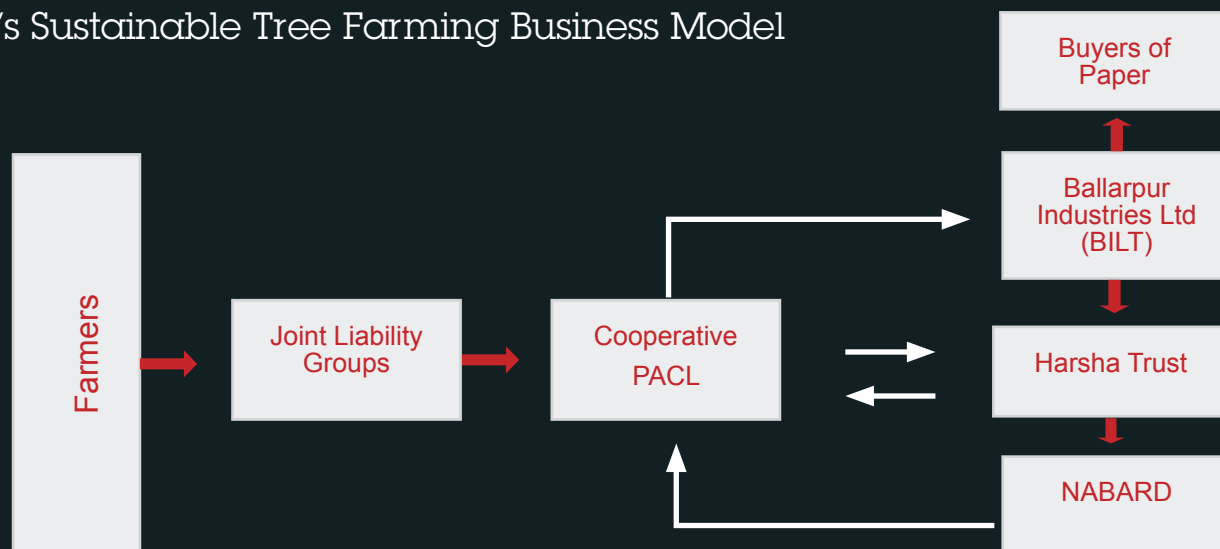 's Sustainable Tree Farming Business Model
Buyers of
Paper
Ballarpur
Industries Ltd
(BILT)
Farmers
Joint Liability
Groups
Cooperative
PACL
Harsha Trust
NABARD